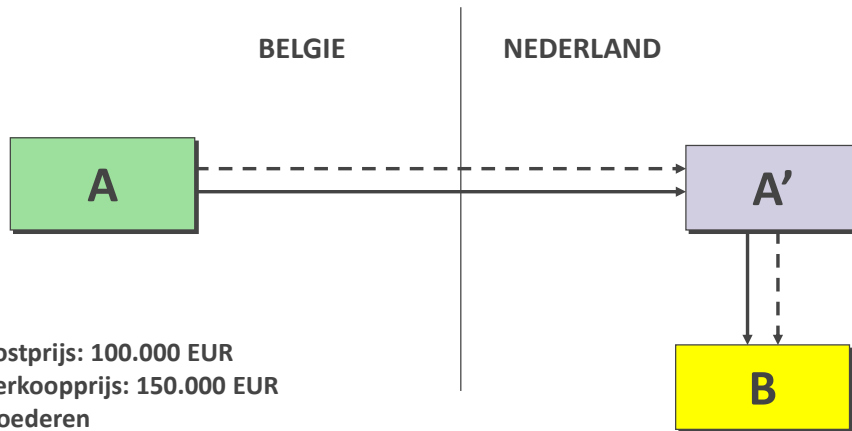 BELGIE
NEDERLAND
A
A’
ostprijs: 100.000 EUR
erkoopprijs: 150.000 EUR
oederen
B